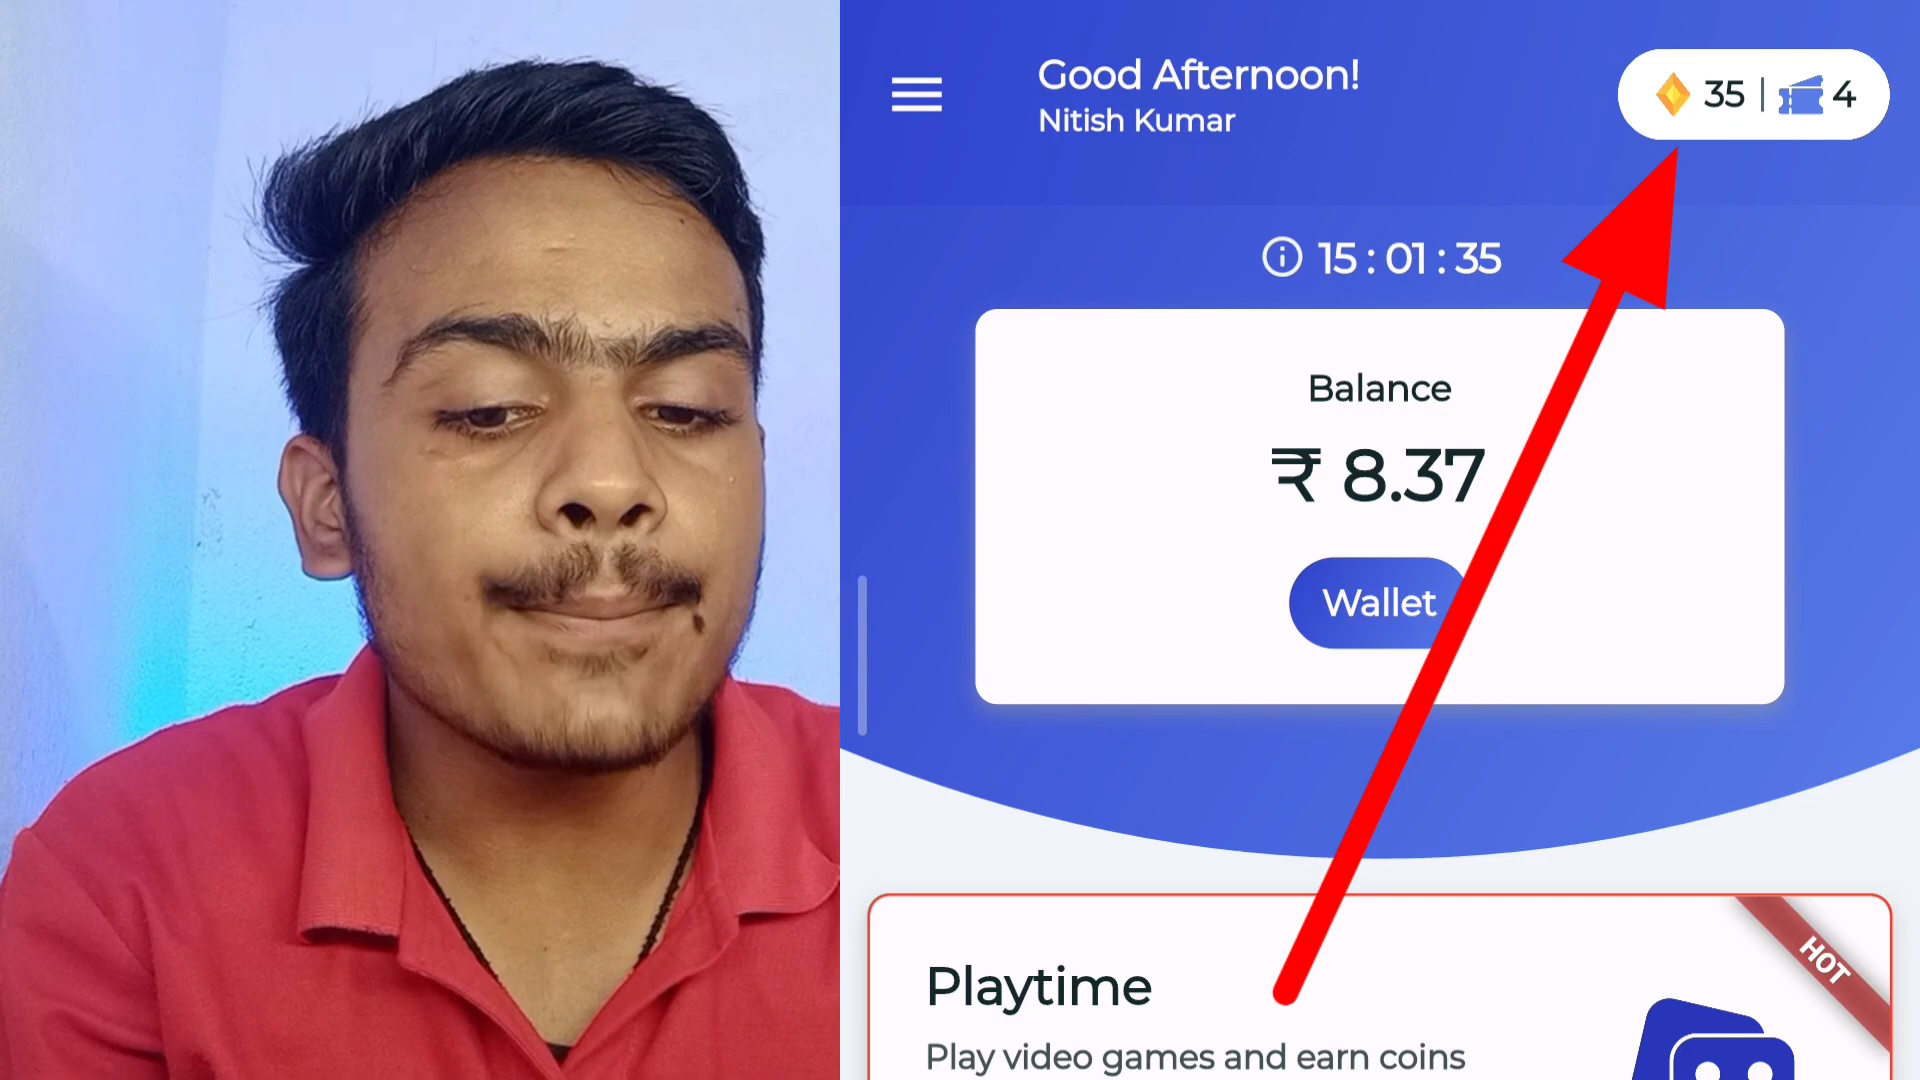 Good Afternoon!
Nitish Kumar
35 | 4
15 : 01 : 35
Balance
₹ 8.37
Wallet
HOT
Playtime
Play video games and earn coins